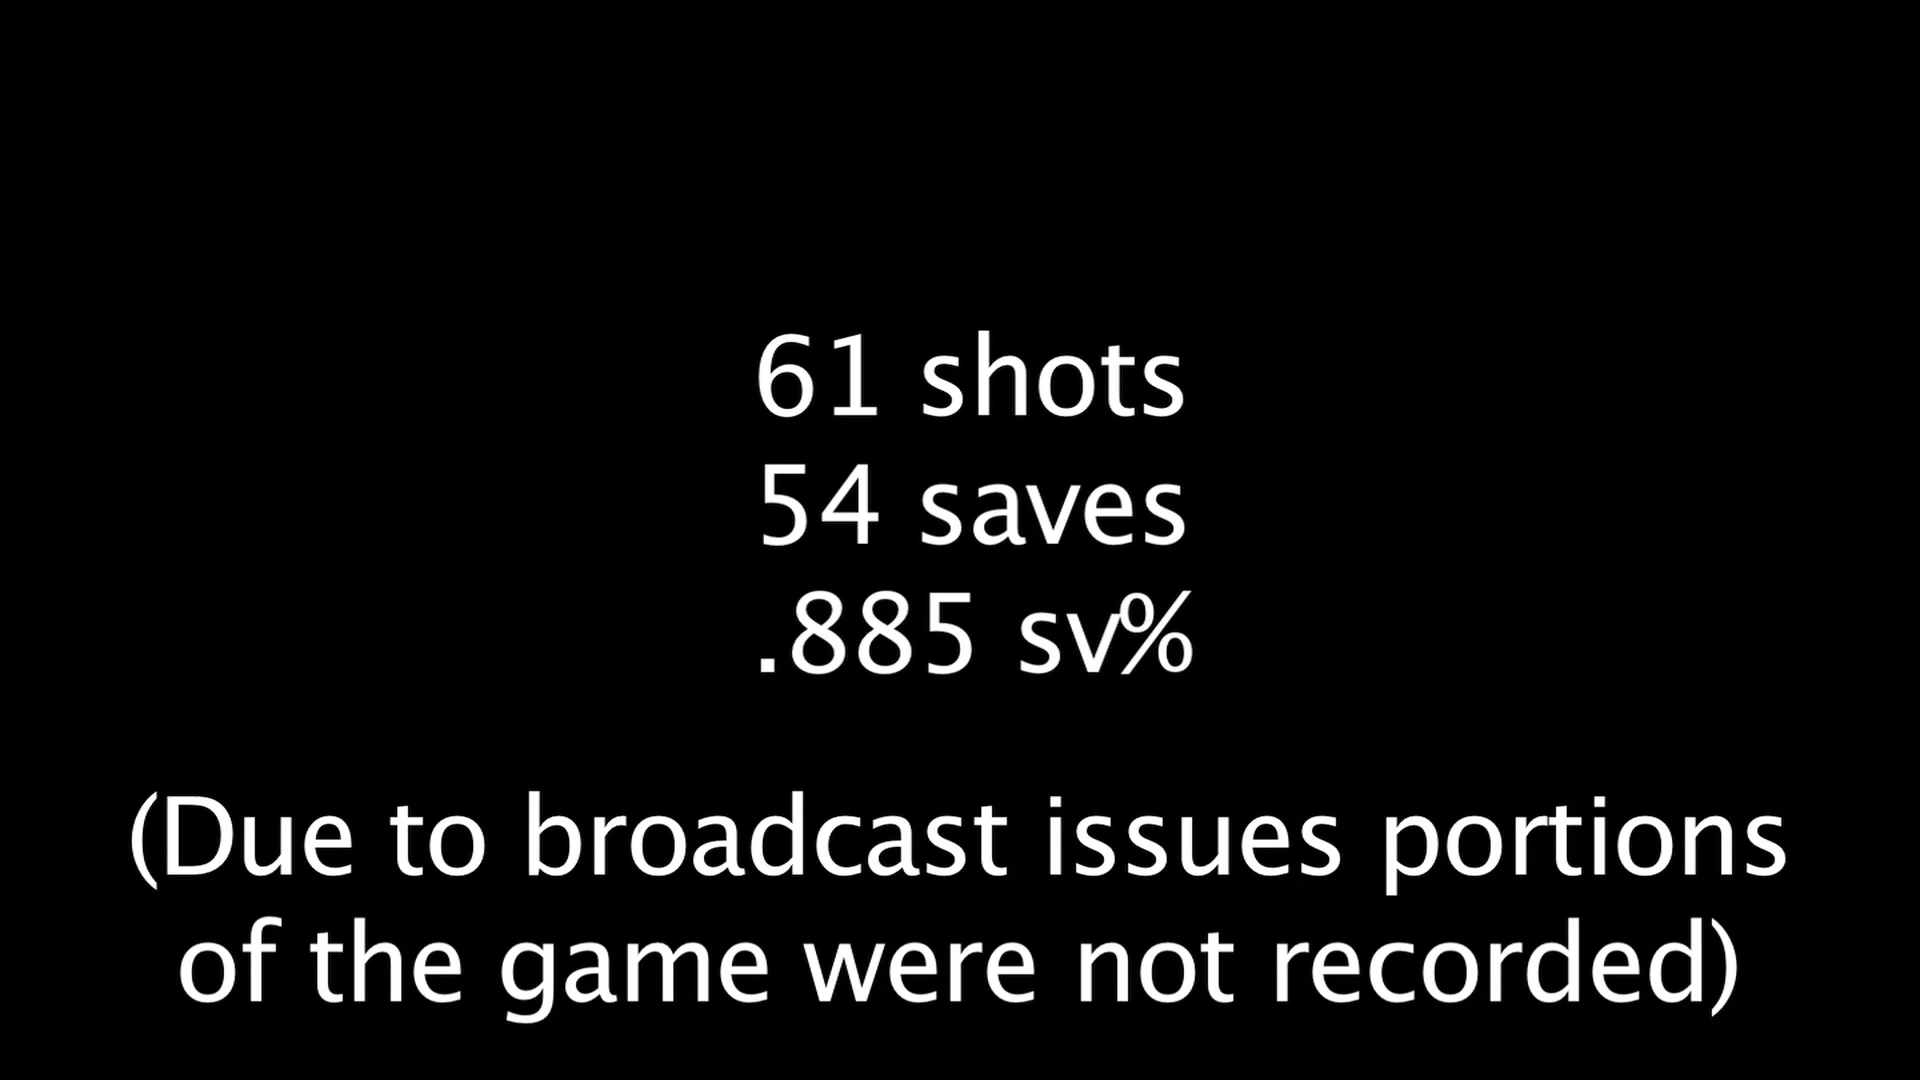 61 shots
54 saves
.885 sv%
(Due to broadcast issues portions
of the game were not recorded)